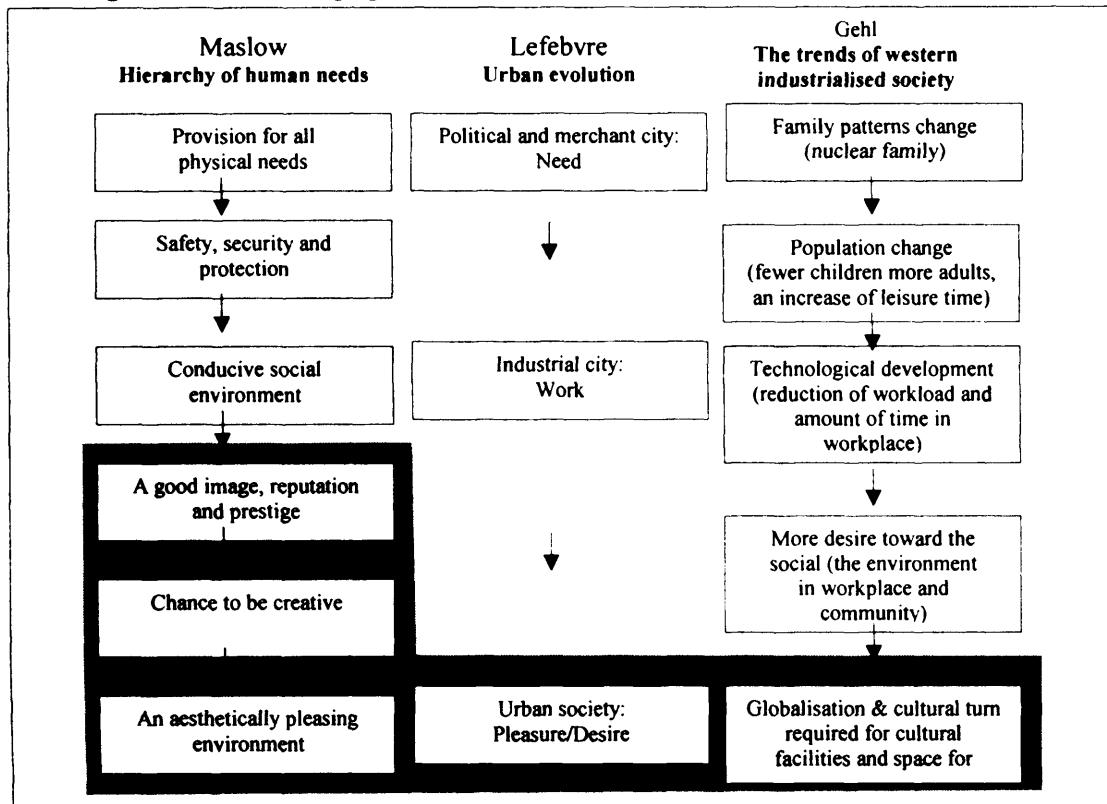 Maslow
Hierarchy of human needs
Provision for all
physical needs
Safety, security and
protection
Conducive social
environment
A good image, reputation
and prestige
Chance to be creative
An aesthetically pleasing
environment
Lefebvre
Urban evolution
Political and merchant city:
Need
Industrial city:
Work
Urban society:
Pleasure/Desire
Gehl
The trends of western
industrialised society
Family patterns change
(nuclear family)
Population change
(fewer children more adults,
an increase of leisure time)
Technological development
(reduction of workload and
amount of time in
workplace)
More desire toward the
social (the environment
in workplace and
community)
Globalisation & cultural turn
required for cultural
facilities and space for